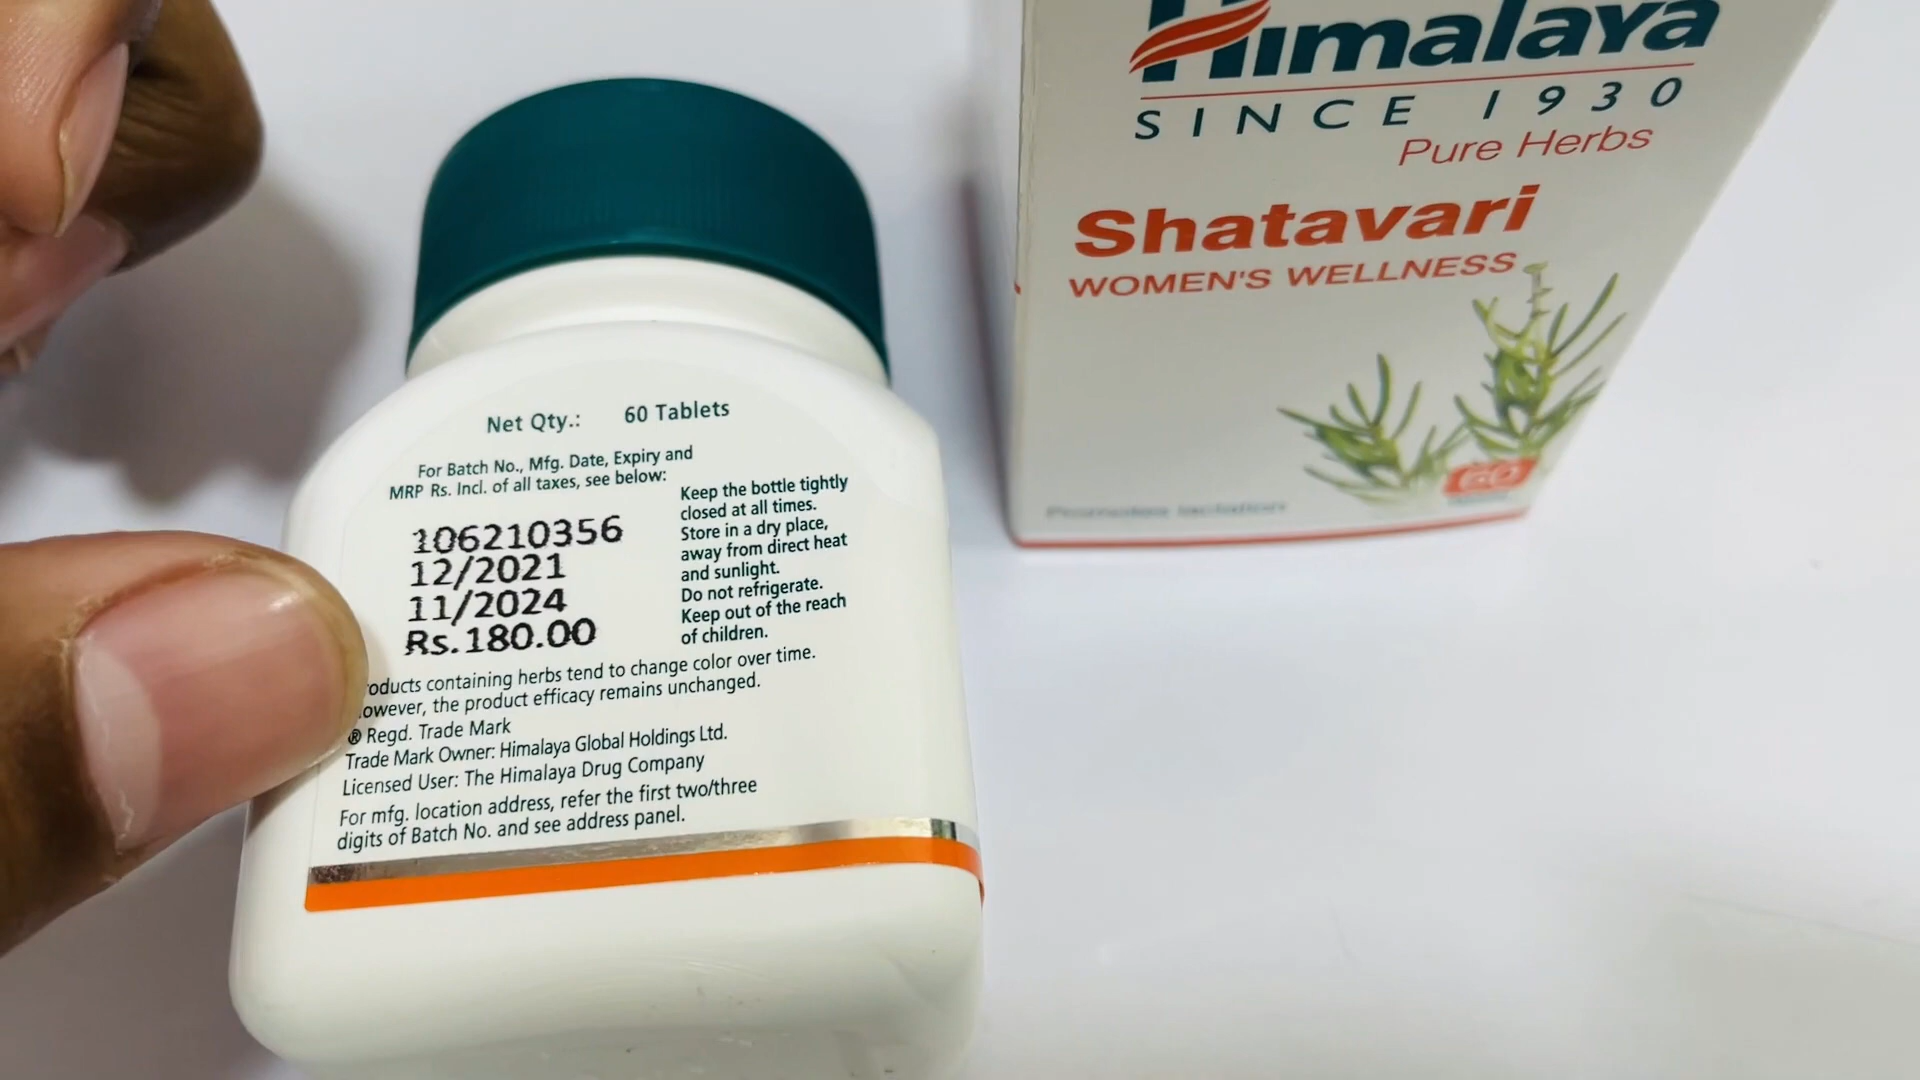 Net Qty.: 60 Tablets
For Batch No., Mfg. Date, Expiry and
MRP Rs. Incl. of all taxes, see below:
106210356
12/2021
11/2024
Rs.180.00
Keep the bottle tightly
closed at all times.
Store in a dry place,
away from direct heat
and sunlight.
Do not refrigerate.
Keep out of the reach
of children.
oducts containing herbs tend to change color over time.
owever, the product efficacy remains unchanged.
® Regd. Trade Mark
Trade Mark Owner: Himalaya Global Holdings Ltd.
Licensed User: The Himalaya Drug Company
For mfg. location address, refer the first two/three
digits of Batch No. and see address panel.
Himalaya
SINCE 1930
Pure Herbs
Shatavari
WOMEN'S WELLNESS
60
Promotes lactation